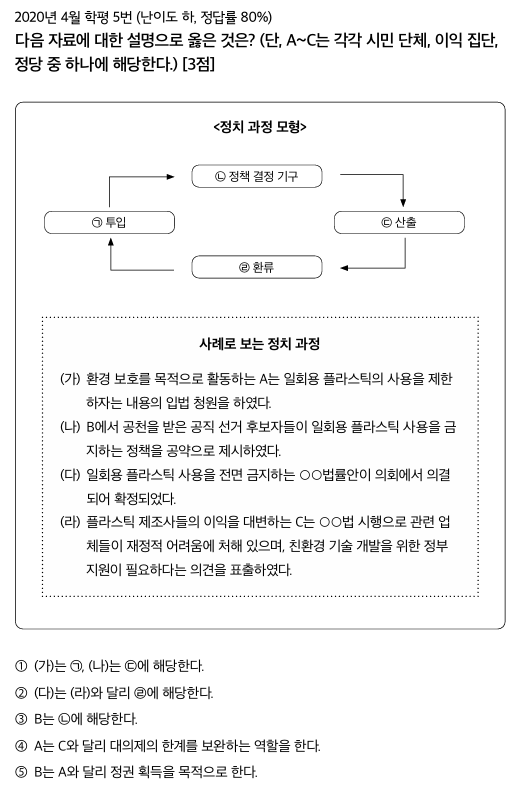 2020년 4월 학평 5번 (난이도 하, 정답률 80%)
다음 자료에 대한 설명으로 옳은 것은? (단, A~C는 각각 시민 단체, 이익 집단,
정당 중 하나에 해당한다.) [3점]
<정치 과정 모형>
㉡ 정책 결정 기구
㉠ 투입
㉢ 산출
㉣ 환류
사례로 보는 정치 과정
(가) 환경 보호를 목적으로 활동하는 A는 일회용 플라스틱의 사용을 제한
하자는 내용의 입법 청원을 하였다.
(나) B에서 공천을 받은 공직 선거 후보자들이 일회용 플라스틱 사용을 금
지하는 정책을 공약으로 제시하였다.
(다) 일회용 플라스틱 사용을 전면 금지하는 ○○법률안이 의회에서 의결
되어 확정되었다.
(라) 플라스틱 제조사들의 이익을 대변하는 C는 ○○법 시행으로 관련 업
체들이 재정적 어려움에 처해 있으며, 친환경 기술 개발을 위한 정부
지원이 필요하다는 의견을 표출하였다.
① (가)는 ㉠, (나)는 ㉢에 해당한다.
② (다)는 (라)와 달리 ㉣에 해당한다.
③ B는 ㉡에 해당한다.
④ A는 C와 달리 대의제의 한계를 보완하는 역할을 한다.
⑤ B는 A와 달리 정권 획득을 목적으로 한다.